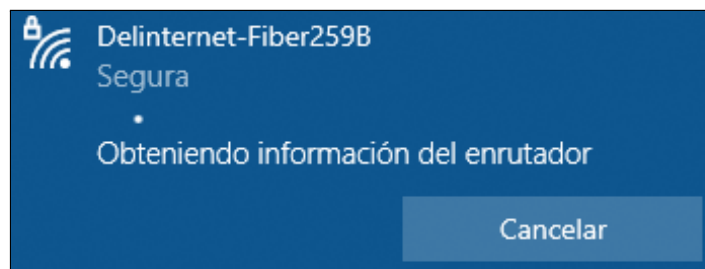 Delinternet-Fiber259B
Segura
Obteniendo información del enrutador
Cancelar